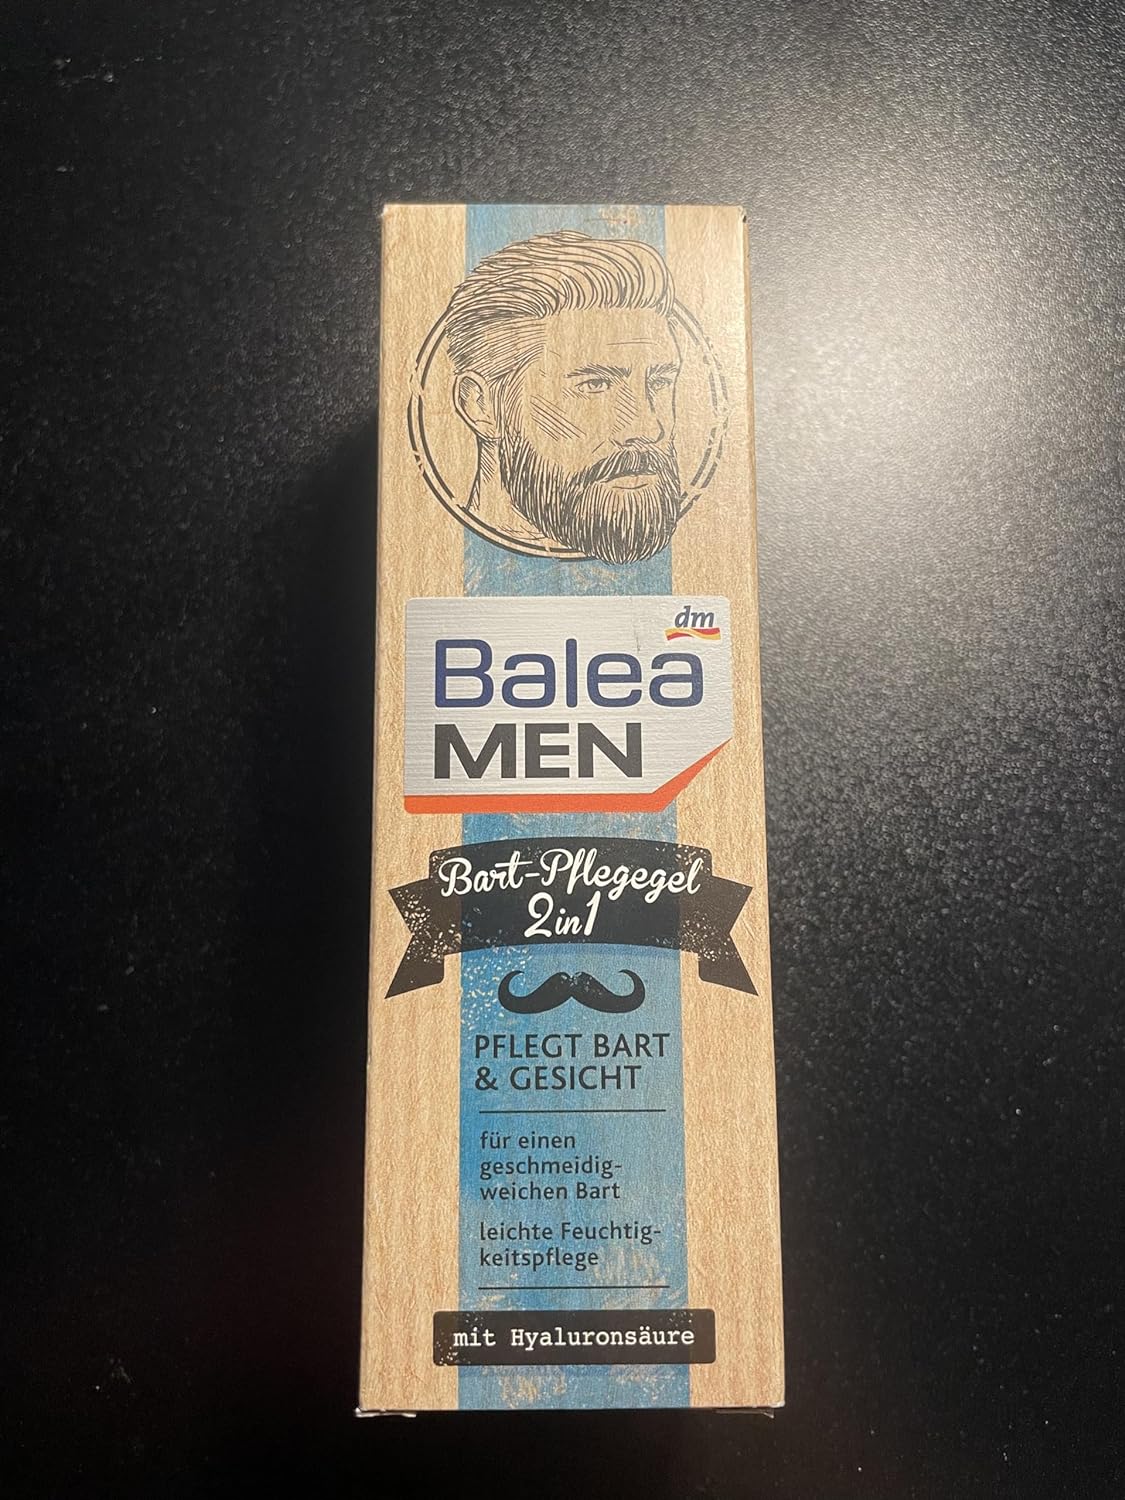 dm
Balea
MEN
Bart-Pflegegel
2in1
PFLEGT BART
& GESICHT
für einen
geschmeidig-
weichen Bart
leichte Feuchtig-
keitspflege
mit Hyaluronsäure